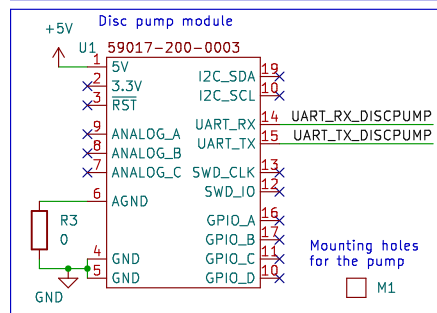 Disc pump module
+5V
U1 59017-200-0003
1 5V
2 3.3V
3 RST
9 ANALOG_A
8 ANALOG_B
7 ANALOG_C
6 AGND
4 GND
5 GND
I2C_SDA 19
I2C_SCL 10
UART_RX 14 UART_RX_DISCPUMP
UART_TX 15 UART_TX_DISCPUMP
SWD_CLK 13
SWD_IO 12
GPIO_A 16
GPIO_B 17
GPIO_C 11
GPIO_D 10
R3
0
GND
Mounting holes
for the pump
M1